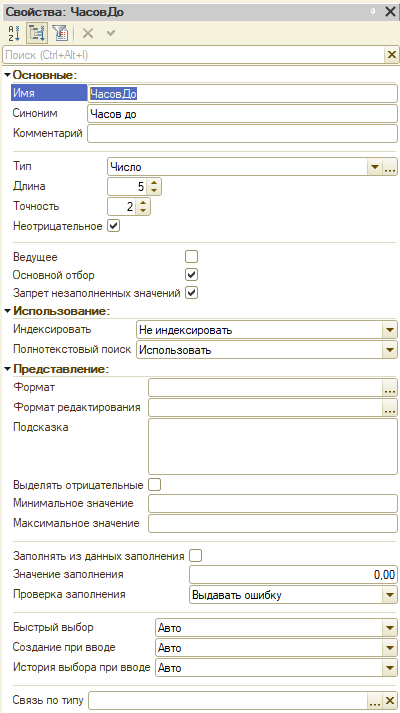 Свойства: ЧасовДо
Поиск (Ctrl+Alt+I)
Основные:
Имя ЧасовДо
Синоним Часов до
Комментарий
Тип Число
Длина 5
Точность 2
Неотрицательное
Ведущее
Основной отбор
Запрет незаполненных значений
Использование:
Индексировать Не индексировать
Полнотекстовый поиск Использовать
Представление:
Формат
Формат редактирования
Подсказка
Выделять отрицательные
Минимальное значение
Максимальное значение
Заполнять из данных заполнения
Значение заполнения 0,00
Проверка заполнения Выдавать ошибку
Быстрый выбор Авто
Создание при вводе Авто
История выбора при вводе Авто
Связь по типу